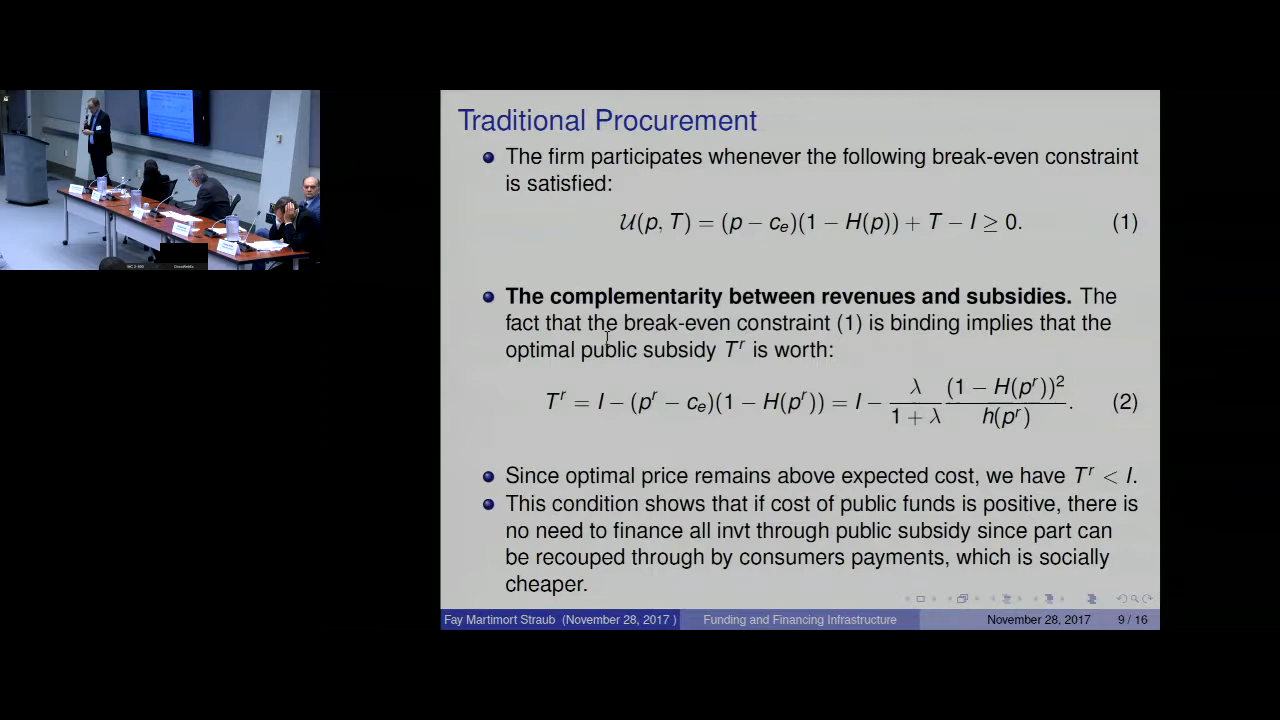 Traditional Procurement
The firm participates whenever the following break-even constraint
is satisfied:
𝒰(p, T) = (p − cₑ)(1 − H(p)) + T − I ≥ 0. (1)
The complementarity between revenues and subsidies. The
fact that the break-even constraint (1) is binding implies that the
optimal public subsidy Tʳ is worth:
Tʳ = I − (pʳ − cₑ)(1 − H(pʳ)) = I − λ/(1 + λ) (1 − H(pʳ))²/h(pʳ). (2)
Since optimal price remains above expected cost, we have Tʳ < I.
This condition shows that if cost of public funds is positive, there is
no need to finance all invt through public subsidy since part can
be recouped through by consumers payments, which is socially
cheaper.
Fay Martimort Straub (November 28, 2017 ) Funding and Financing Infrastructure November 28, 2017 9 / 16